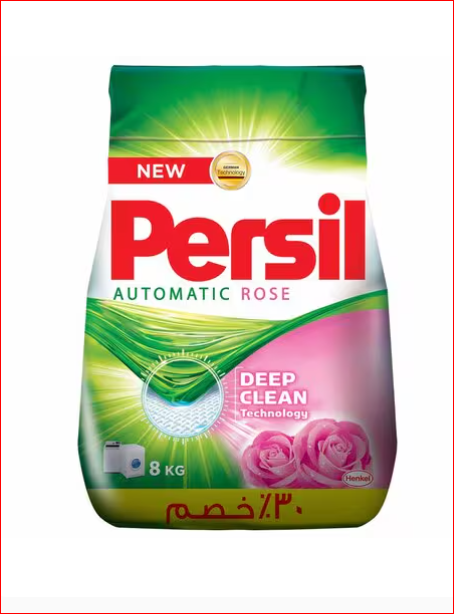 NEW
GERMAN
Technology
Persil
AUTOMATIC ROSE
DEEP
CLEAN
Technology
8 KG
Henkel
٣٠٪ خصم